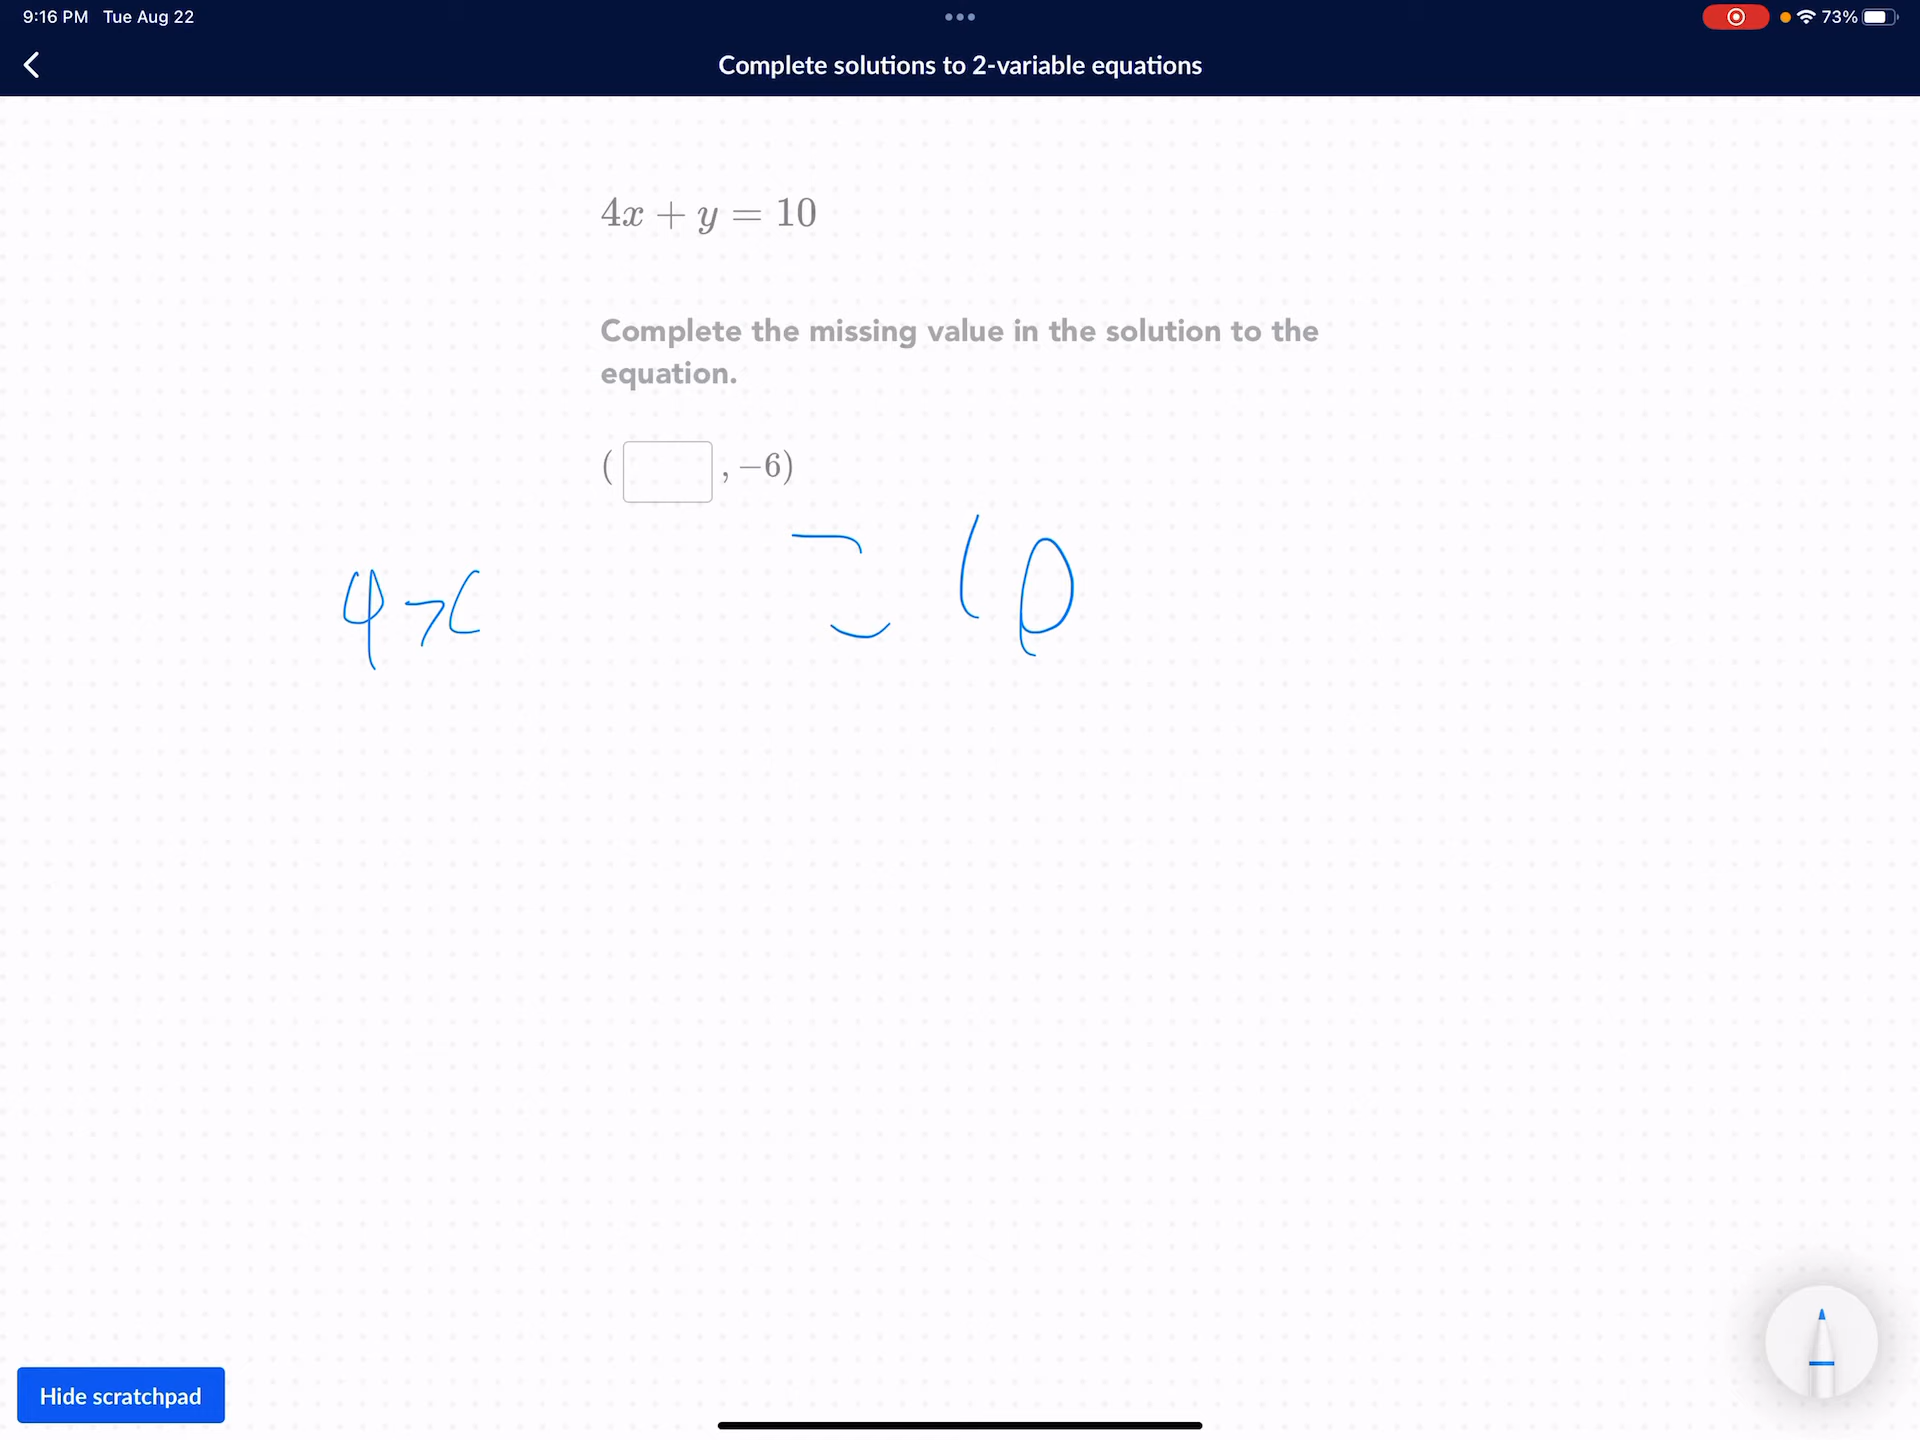 9:16 PM Tue Aug 22
73%
Complete solutions to 2-variable equations
4x + y = 10
Complete the missing value in the solution to the
equation.
( , −6)
4x = 10
Hide scratchpad